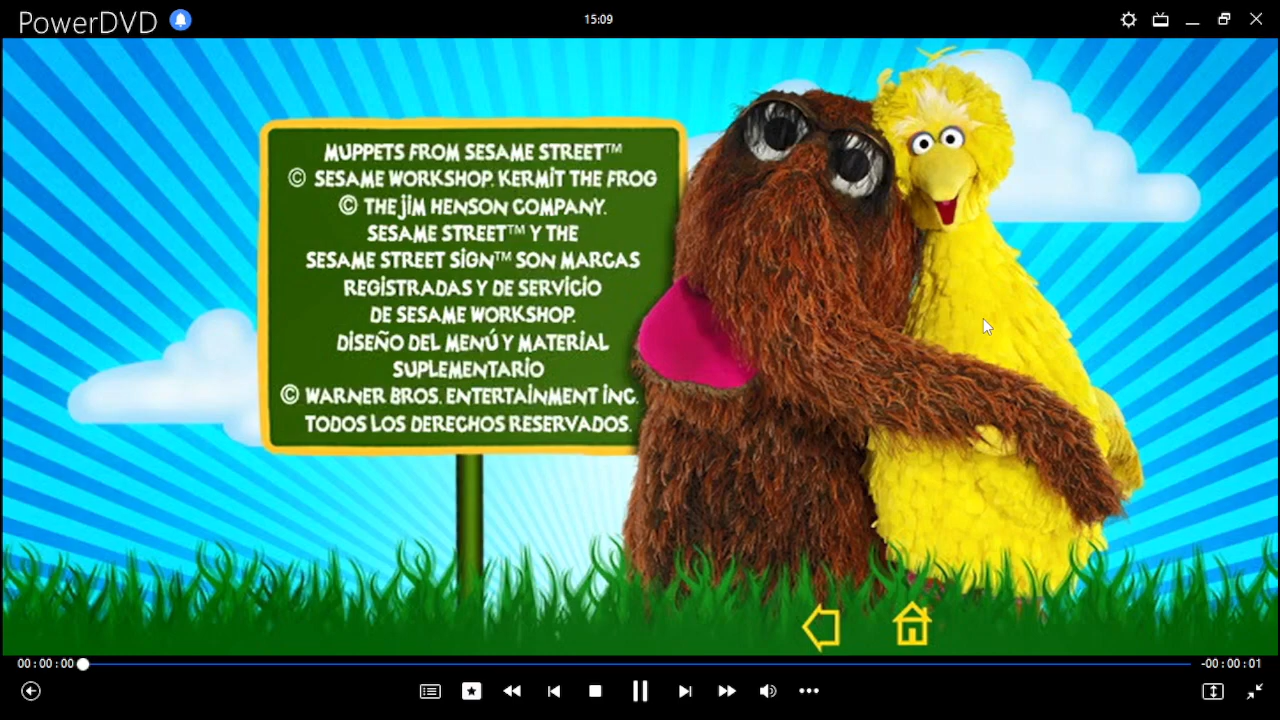 PowerDVD
15:09
MUPPETS FROM SESAME STREET™
© SESAME WORKSHOP. KERMIT THE FROG
© THE JIM HENSON COMPANY.
SESAME STREET™ Y THE
SESAME STREET SIGN™ SON MARCAS
REGISTRADAS Y DE SERVICIO
DE SESAME WORKSHOP.
DISEÑO DEL MENÚ Y MATERIAL
SUPLEMENTARIO
© WARNER BROS. ENTERTAINMENT INC.
TODOS LOS DERECHOS RESERVADOS.
00:00:00
-00:00:01